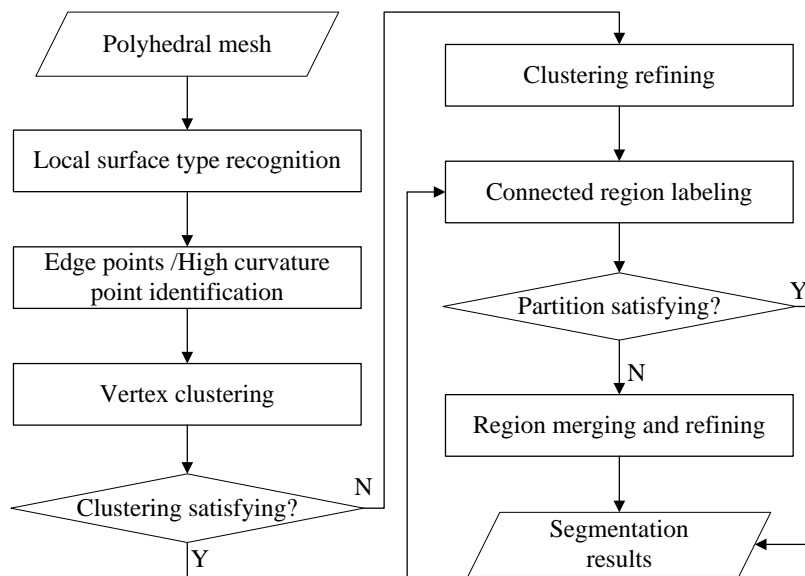 Polyhedral mesh
Local surface type recognition
Edge points /High curvature
point identification
Vertex clustering
Clustering satisfying?
N
Y
Clustering refining
Connected region labeling
Partition satisfying?
Y
N
Region merging and refining
Segmentation
results